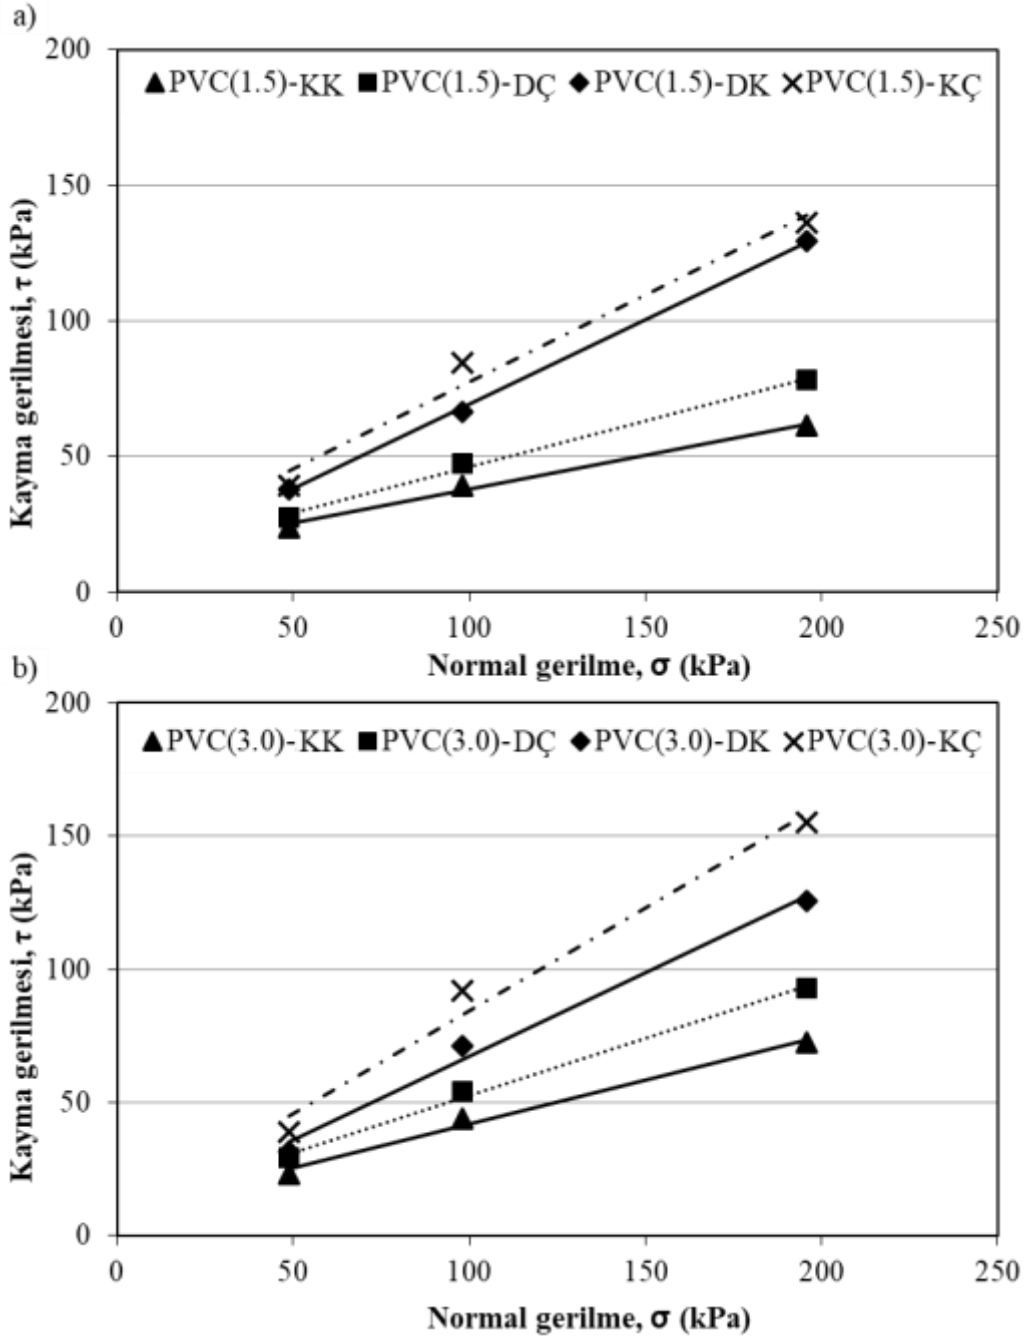 a)
200
PVC(1.5)-KK PVC(1.5)-DÇ PVC(1.5)-DK PVC(1.5)-KÇ
150
100
50
0
Kayma gerilmesi, τ (kPa)
0 50 100 150 200 250
Normal gerilme, σ (kPa)
b)
200
PVC(3.0)-KK PVC(3.0)-DÇ PVC(3.0)-DK PVC(3.0)-KÇ
150
100
50
0
Kayma gerilmesi, τ (kPa)
0 50 100 150 200 250
Normal gerilme, σ (kPa)